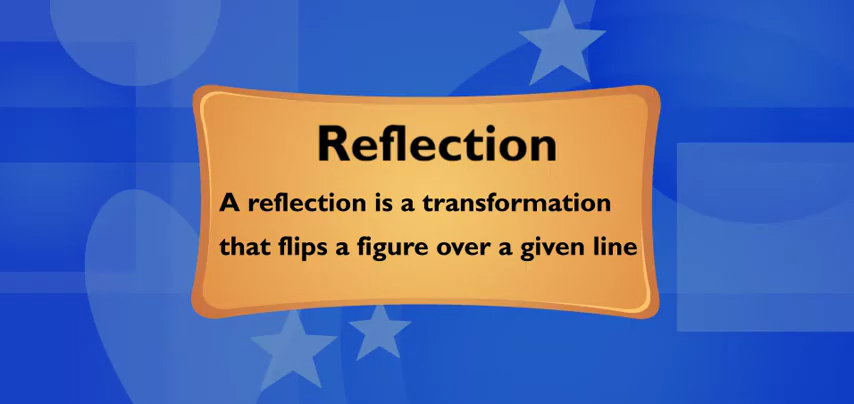 Reflection
A reflection is a transformation
that flips a figure over a given line